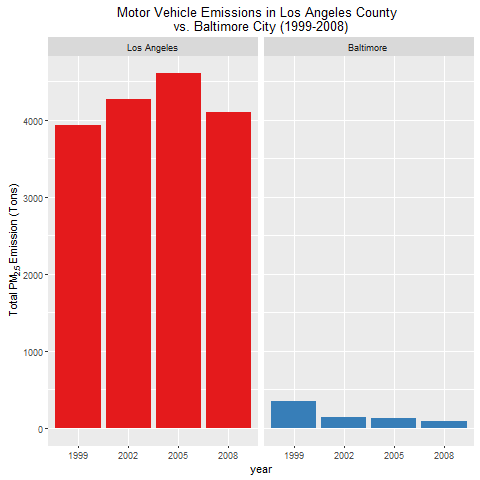 Motor Vehicle Emissions in Los Angeles County
vs. Baltimore City (1999-2008)
Los Angeles
Baltimore
Total PM2.5 Emission (Tons)
4000
3000
2000
1000
0
1999 2002 2005 2008
1999 2002 2005 2008
year